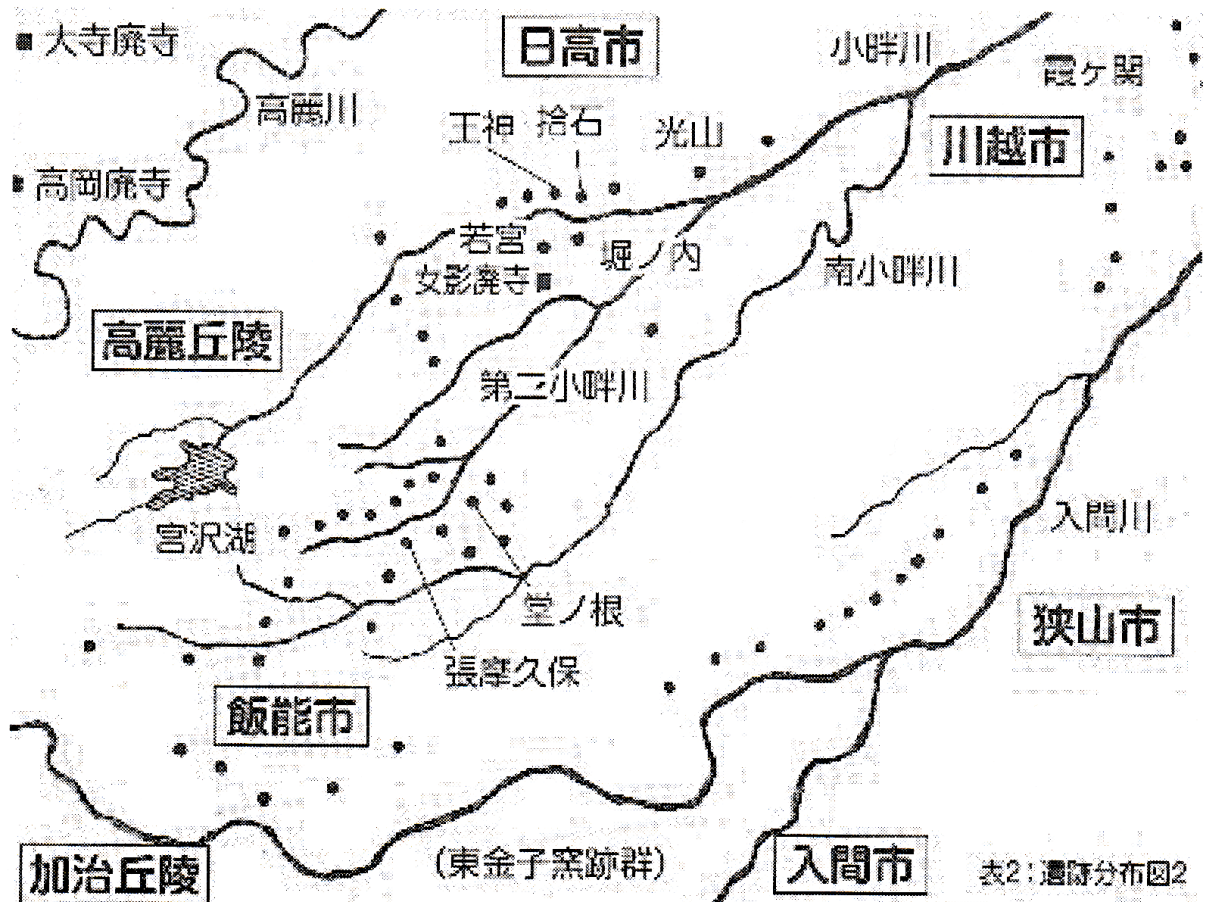 大寺廃寺
日高市
小畔川
霞ヶ関
高麗川
王神
拾石
光山
川越市
高岡廃寺
若宮
堀ノ内
女影廃寺
南小畔川
高麗丘陵
第二小畔川
宮沢湖
入間川
堂ノ根
狭山市
張摩久保
飯能市
加治丘陵
(東金子窯跡群)
入間市
表2:遺跡分布図2